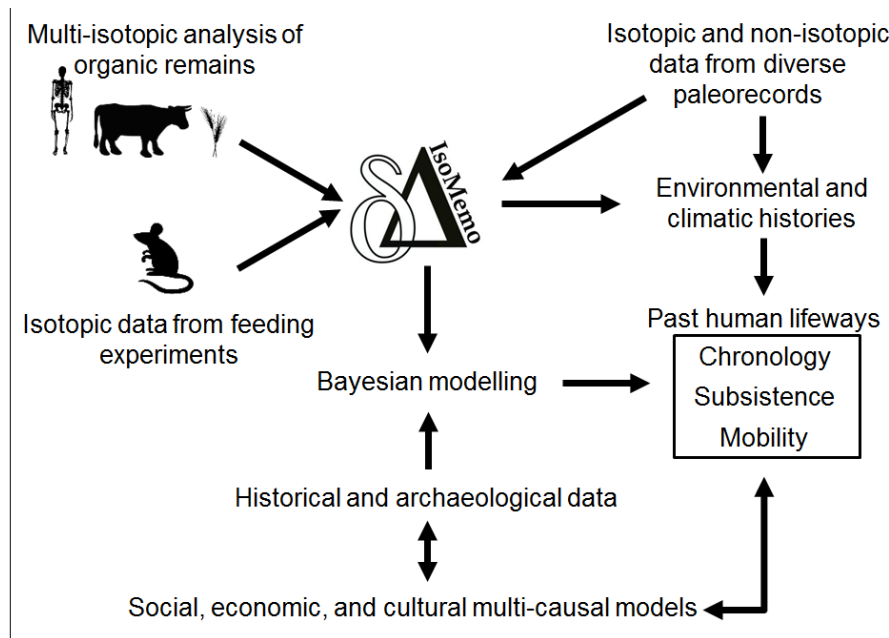 Multi-isotopic analysis of
organic remains
Isotopic and non-isotopic
data from diverse
paleorecords
δΔ IsoMemo
Environmental and
climatic histories
Isotopic data from feeding
experiments
Past human lifeways
Chronology
Subsistence
Mobility
Bayesian modelling
Historical and archaeological data
Social, economic, and cultural multi-causal models